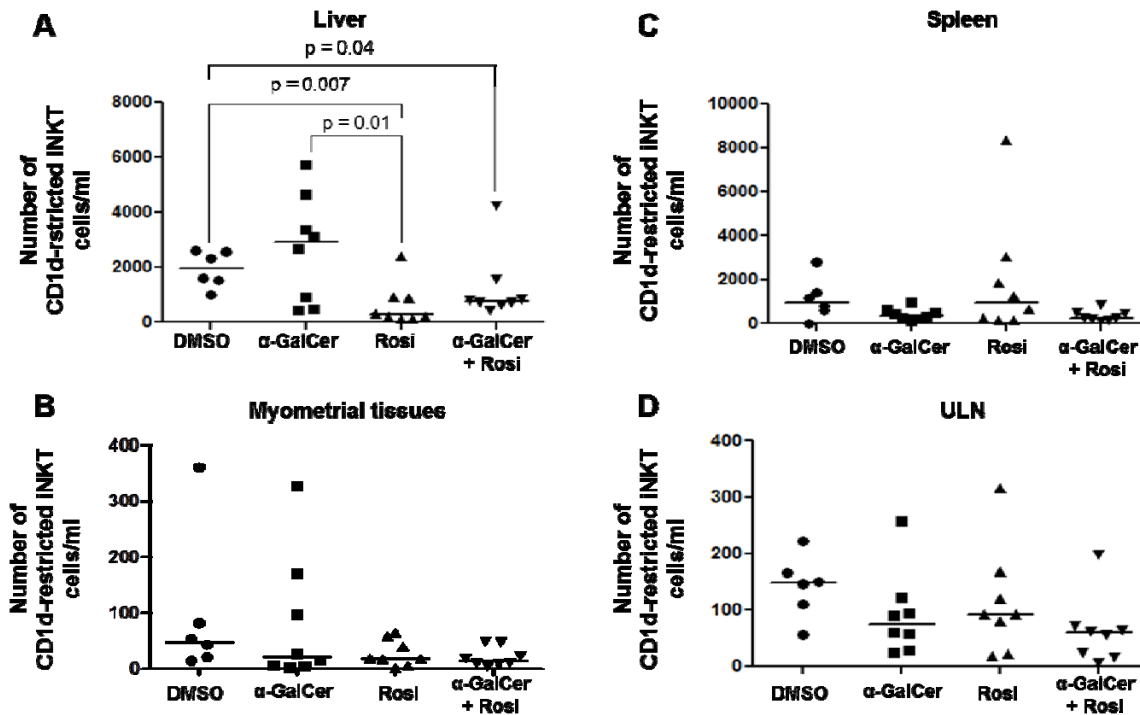 A
Liver
p = 0.04
p = 0.007
p = 0.01
Number of
CD1d-rstricted iNKT
cells/ml
8000
6000
4000
2000
0
DMSO
α-GalCer
Rosi
α-GalCer
+ Rosi
C
Spleen
Number of
CD1d-restricted iNKT
cells/ml
10000
8000
6000
4000
2000
0
DMSO
α-GalCer
Rosi
α-GalCer
+ Rosi
B
Myometrial tissues
Number of
CD1d-restricted iNKT
cells/ml
400
300
200
100
0
DMSO
α-GalCer
Rosi
α-GalCer
+ Rosi
D
ULN
Number of
CD1d-restricted iNKT
cells/ml
400
300
200
100
0
DMSO
α-GalCer
Rosi
α-GalCer
+ Rosi